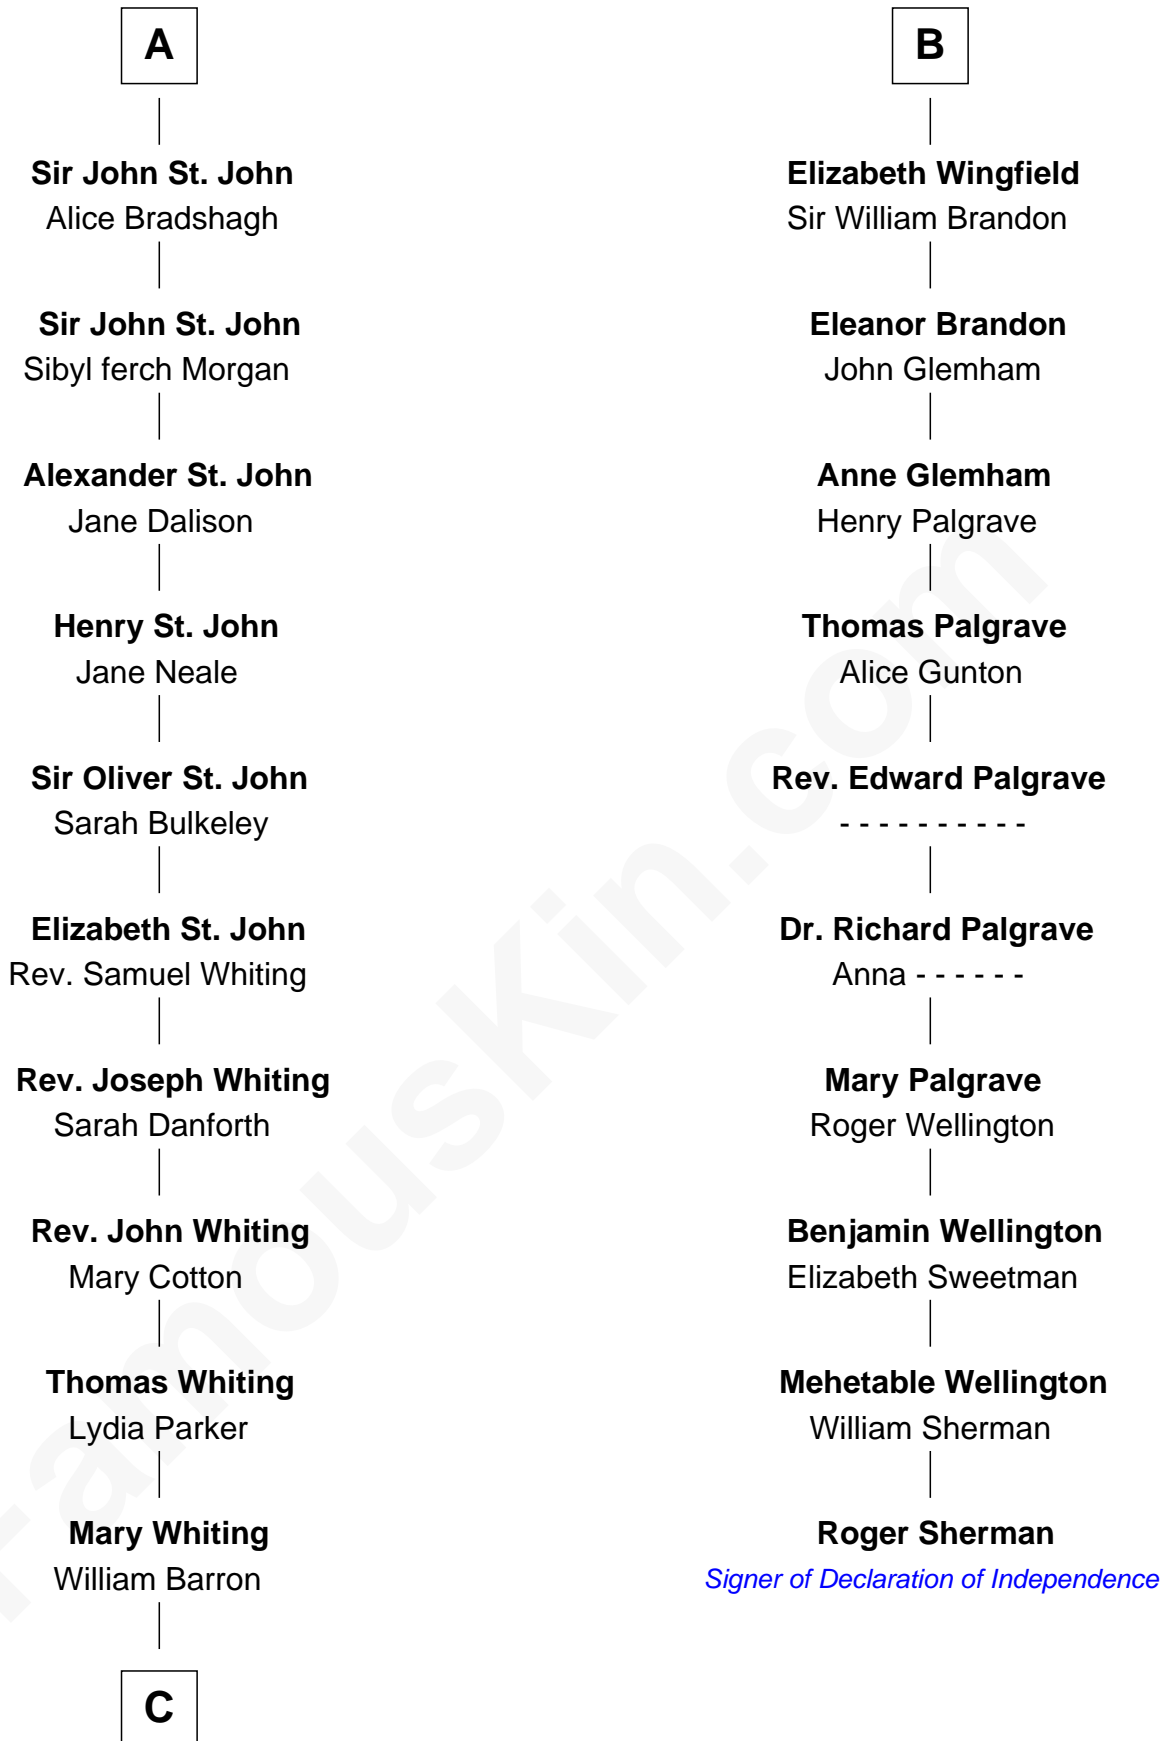 A
Sir John St. John
Alice Bradshagh
Sir John St. John
Sibyl ferch Morgan
Alexander St. John
Jane Dalison
Henry St. John
Jane Neale
Sir Oliver St. John
Sarah Bulkeley
Elizabeth St. John
Rev. Samuel Whiting
Rev. Joseph Whiting
Sarah Danforth
Rev. John Whiting
Mary Cotton
Thomas Whiting
Lydia Parker
Mary Whiting
William Barron
C
B
Elizabeth Wingfield
Sir William Brandon
Eleanor Brandon
John Glemham
Anne Glemham
Henry Palgrave
Thomas Palgrave
Alice Gunton
Rev. Edward Palgrave
- - - - - - - - - -
Dr. Richard Palgrave
Anna - - - - - -
Mary Palgrave
Roger Wellington
Benjamin Wellington
Elizabeth Sweetman
Mehetable Wellington
William Sherman
Roger Sherman
Signer of Declaration of Independence
FamousKin.com